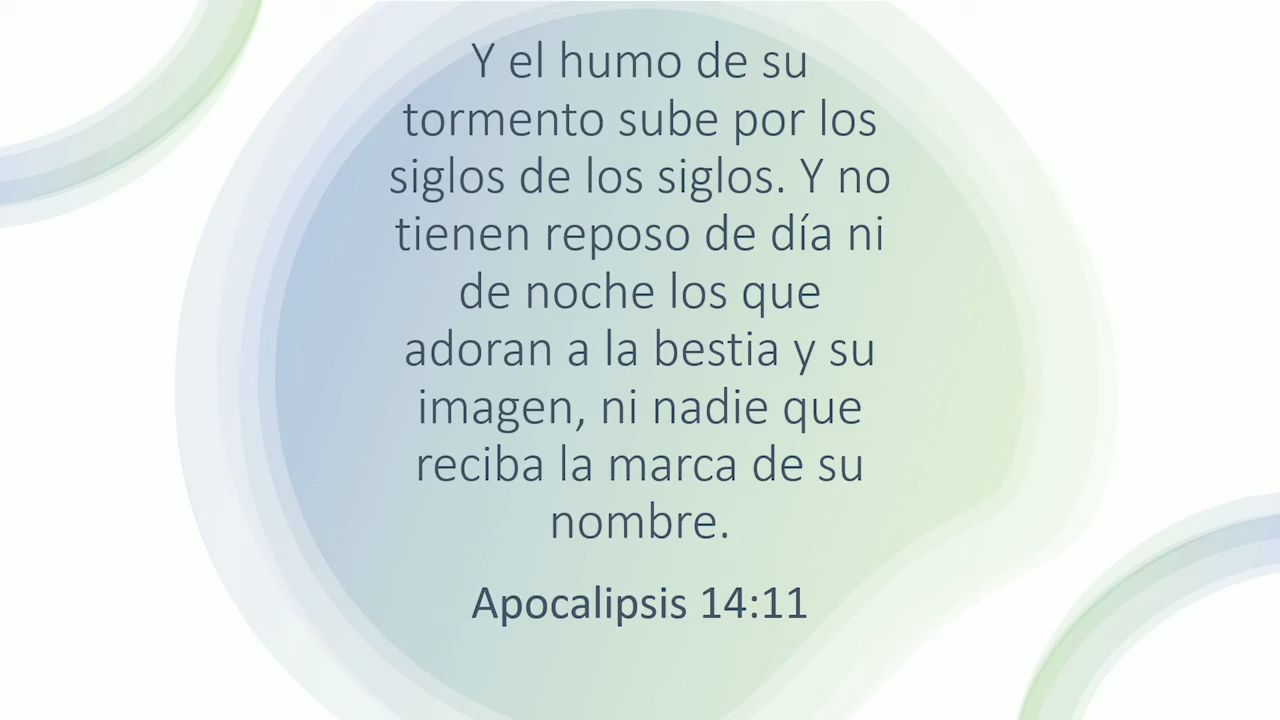 Y el humo de su
tormento sube por los
siglos de los siglos. Y no
tienen reposo de día ni
de noche los que
adoran a la bestia y su
imagen, ni nadie que
reciba la marca de su
nombre.
Apocalipsis 14:11